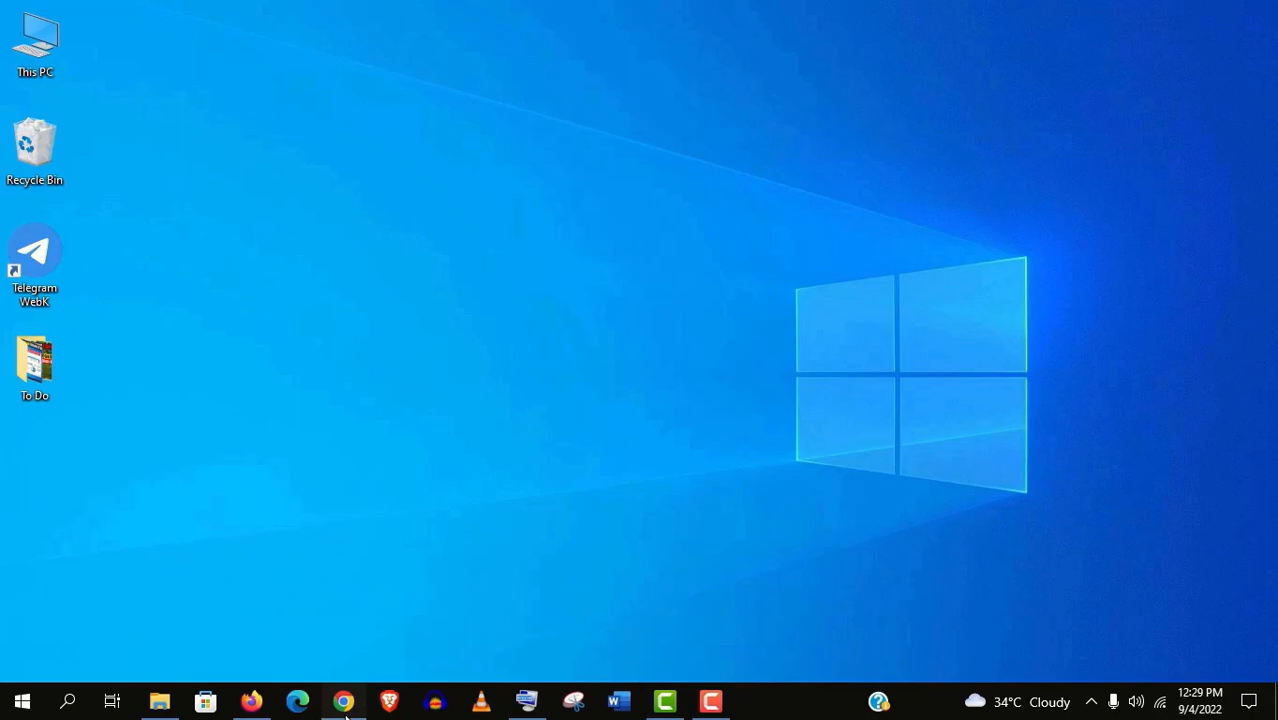 This PC
Recycle Bin
Telegram
WebK
To Do
34°C Cloudy
12:29 PM
9/4/2022